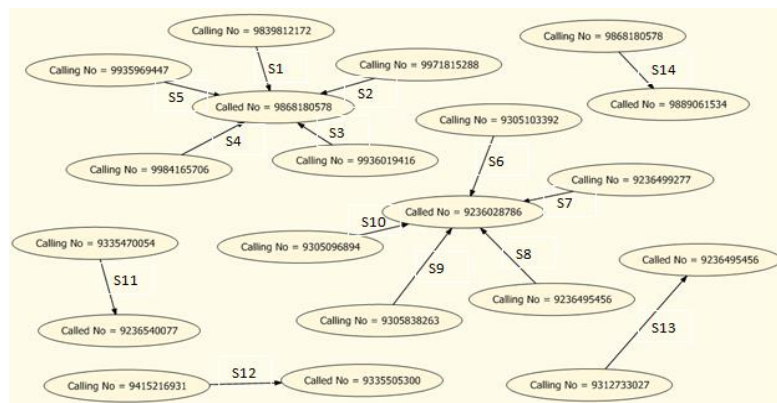 Calling No = 9839812172
Calling No = 9868180578
Calling No = 9935969447
S1
Calling No = 9971815288
S14
S5
S2
Called No = 9868180578
Called No = 9889061534
S4
S3
Calling No = 9305103392
Calling No = 9984165706
Calling No = 9936019416
S6
Calling No = 9236499277
S7
Called No = 9236028786
S10
Calling No = 9335470054
Calling No = 9305096894
S8
Called No = 9236495456
S9
S11
Calling No = 9236495456
Calling No = 9305838263
S13
Called No = 9236540077
S12
Calling No = 9415216931
Called No = 9335505300
Calling No = 9312733027